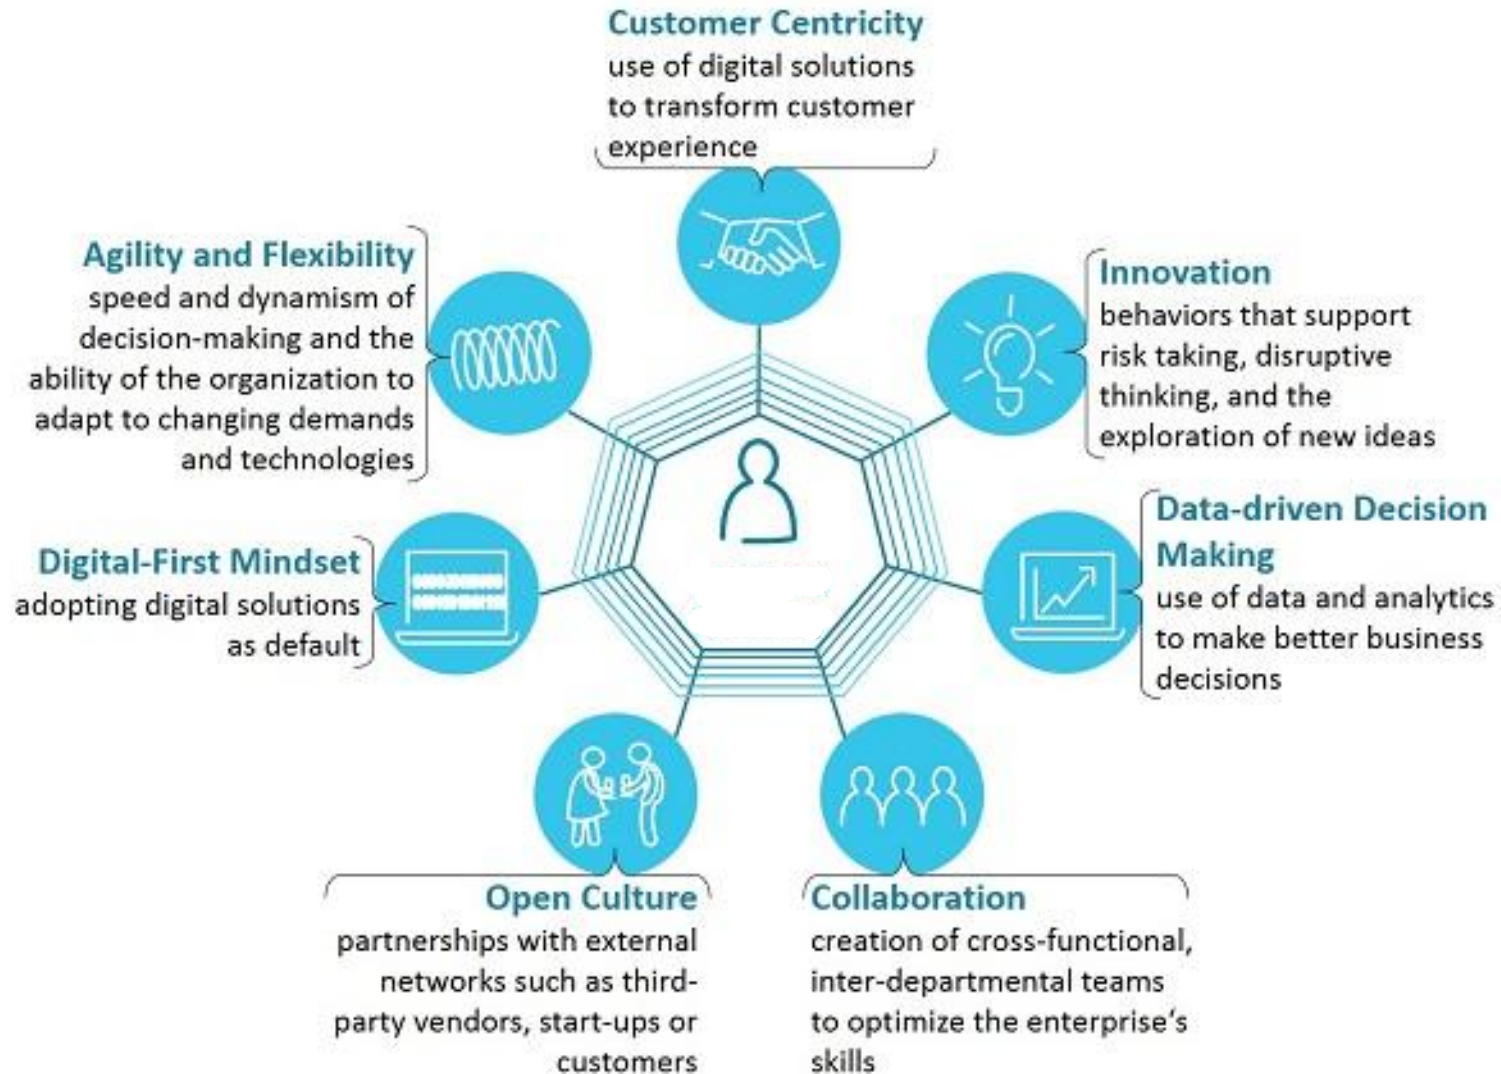 Customer Centricity
use of digital solutions
to transform customer
experience
Agility and Flexibility
speed and dynamism of
decision-making and the
ability of the organization to
adapt to changing demands
and technologies
Innovation
behaviors that support
risk taking, disruptive
thinking, and the
exploration of new ideas
Digital-First Mindset
adopting digital solutions
as default
Data-driven Decision
Making
use of data and analytics
to make better business
decisions
Open Culture
partnerships with external
networks such as third-
party vendors, start-ups or
customers
Collaboration
creation of cross-functional,
inter-departmental teams
to optimize the enterprise‘s
skills